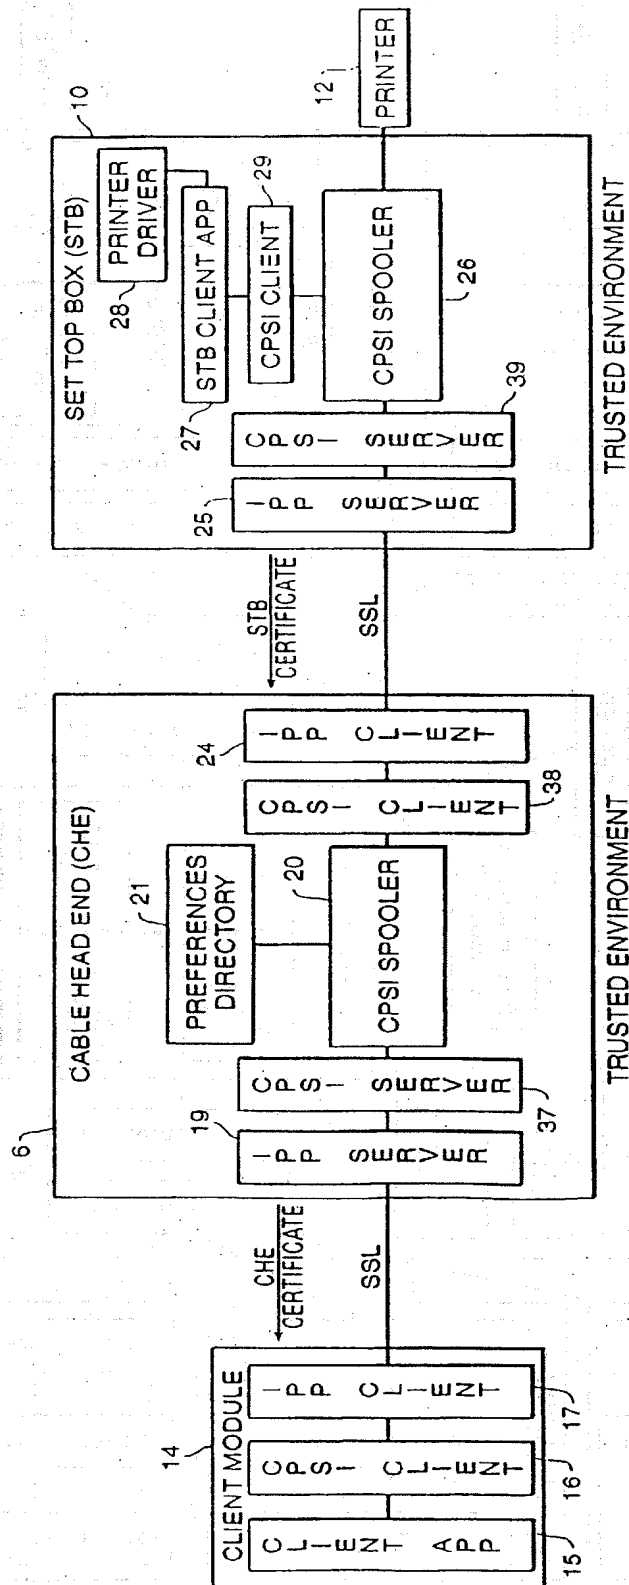 14
CLIENT MODULE
CLIENT APP
15
CPSI CLIENT
16
IPP CLIENT
17
CHE
CERTIFICATE
SSL
6
CABLE HEAD END (CHE)
19
IPP SERVER
CPSI SERVER
37
21
PREFERENCES
DIRECTORY
20
CPSI SPOOLER
CPSI CLIENT
38
24
IPP CLIENT
TRUSTED ENVIRONMENT
STB
CERTIFICATE
SSL
10
SET TOP BOX (STB)
25
IPP SERVER
CPSI SERVER
39
28
PRINTER
DRIVER
27
STB CLIENT APP
29
CPSI CLIENT
CPSI SPOOLER
26
TRUSTED ENVIRONMENT
12
PRINTER